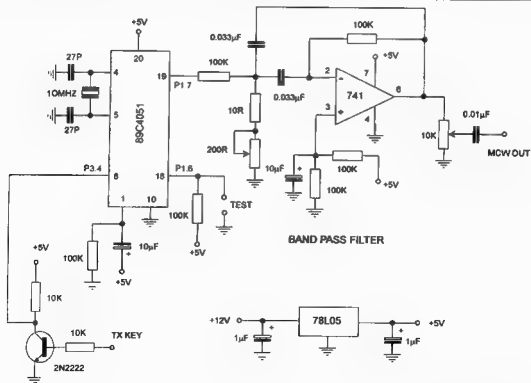 +5V
20
27P
4
10MHZ
5
27P
89C4051
19
P1.7
100K
0.033µF
0.033µF
100K
+5V
2
7
-
741
6
3
+
4
10R
200R
10K
0.01µF
MCW OUT
P3.4
8
18
P1.6
1
10
100K
TEST
10µF
+
100K
100K
+5V
BAND PASS FILTER
+5V
100K
+
10µF
+5V
+5V
10K
10K
TX KEY
2N2222
+12V
78L05
+5V
+
1µF
+
1µF